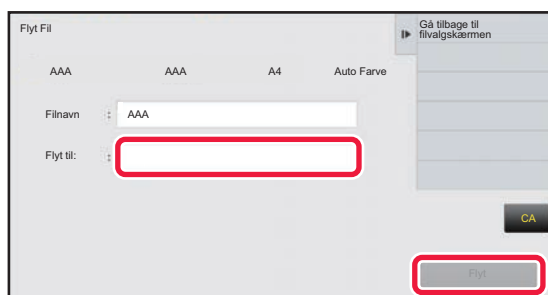 Flyt Fil
Gå tilbage til
filvalgskærmen
AAA AAA A4 Auto Farve
Filnavn : AAA
Flyt til: :
CA
Flyt